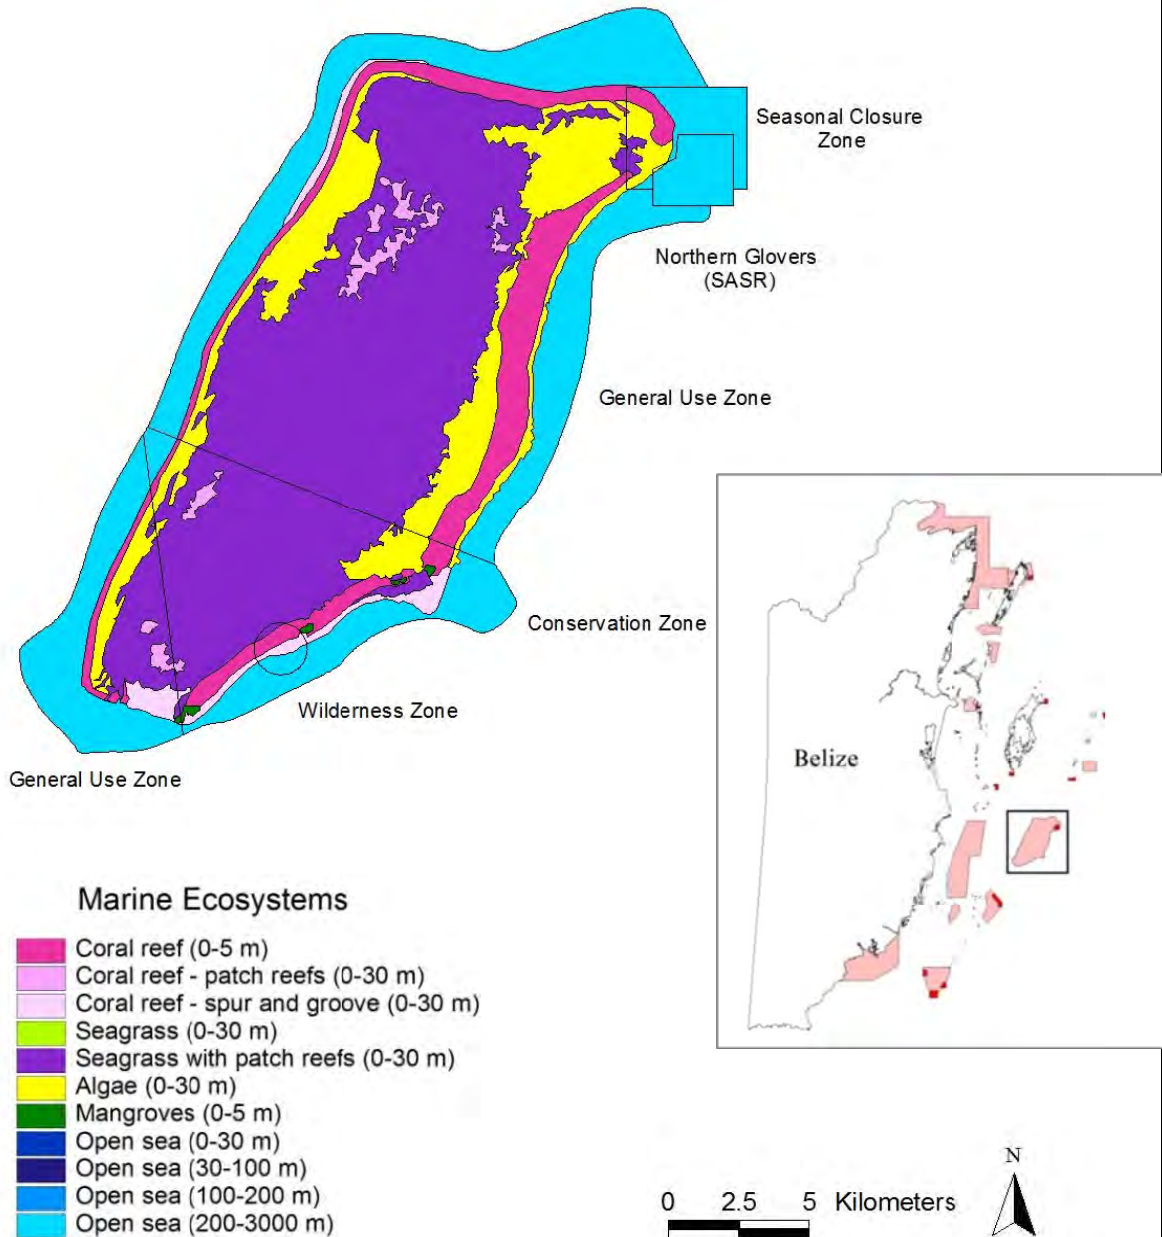 Seasonal Closure
Zone
Northern Glovers
(SASR)
General Use Zone
Conservation Zone
Wilderness Zone
General Use Zone
Belize
Marine Ecosystems
Coral reef (0-5 m)
Coral reef - patch reefs (0-30 m)
Coral reef - spur and groove (0-30 m)
Seagrass (0-30 m)
Seagrass with patch reefs (0-30 m)
Algae (0-30 m)
Mangroves (0-5 m)
Open sea (0-30 m)
Open sea (30-100 m)
Open sea (100-200 m)
Open sea (200-3000 m)
0 2.5 5 Kilometers
N